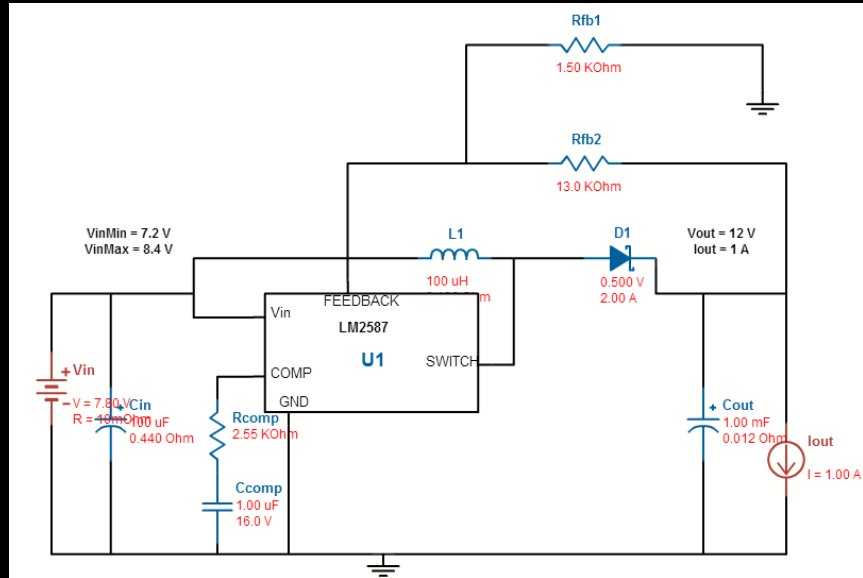 Rfb1
1.50 KOhm
Rfb2
13.0 KOhm
VinMin = 7.2 V
VinMax = 8.4 V
L1
100 uH
D1
0.500 V
2.00 A
Vout = 12 V
Iout = 1 A
FEEDBACK
Vin
LM2587
U1
SWITCH
COMP
GND
+ Vin
V = 7.80 V
R = 10mOhm
+ Cin
100 uF
0.440 Ohm
Rcomp
2.55 KOhm
Ccomp
1.00 uF
16.0 V
+ Cout
1.00 mF
0.012 Ohm
Iout
I = 1.00 A